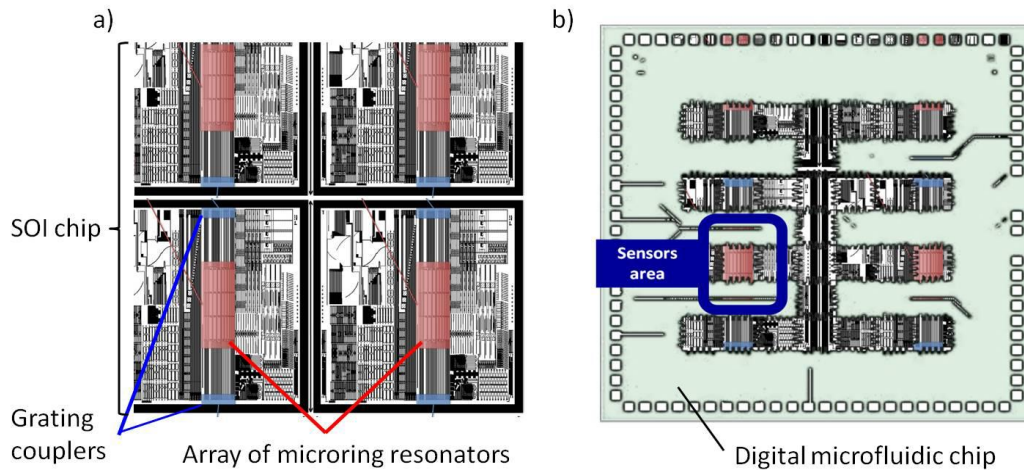 a)
b)
SOI chip
Sensors
area
Grating
couplers
Array of microring resonators
Digital microfluidic chip